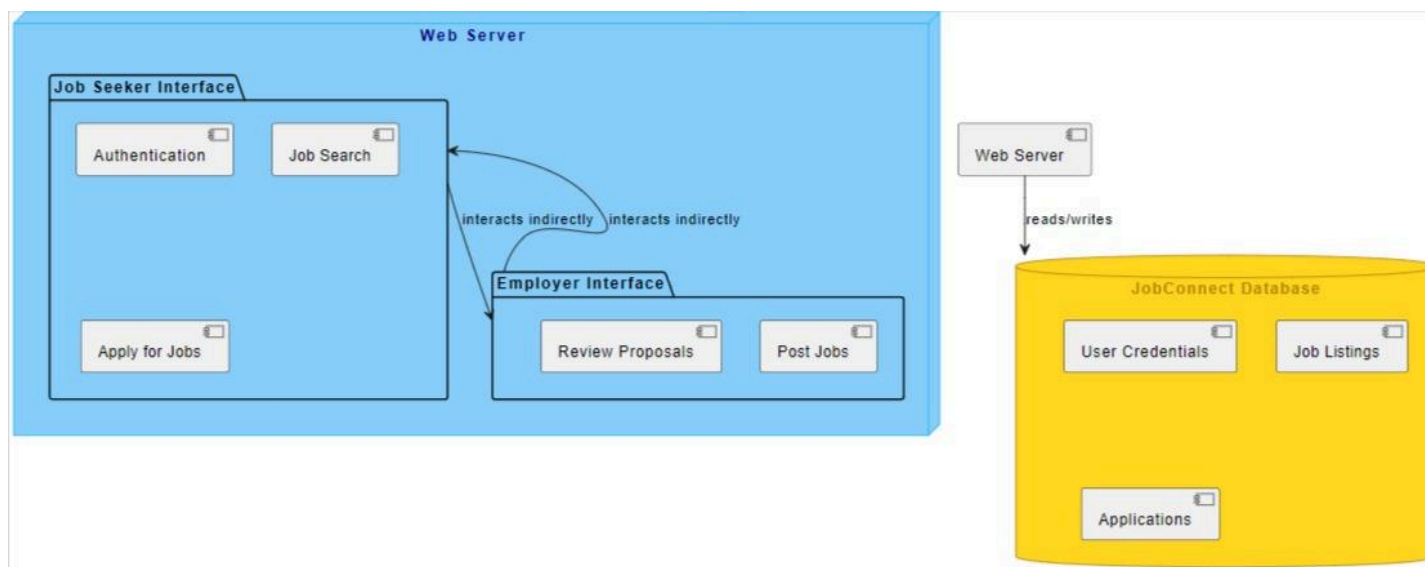 Web Server
Job Seeker Interface
Authentication
Job Search
Web Server
interacts indirectly
interacts indirectly
reads/writes
Employer Interface
JobConnect Database
Apply for Jobs
Review Proposals
Post Jobs
User Credentials
Job Listings
Applications